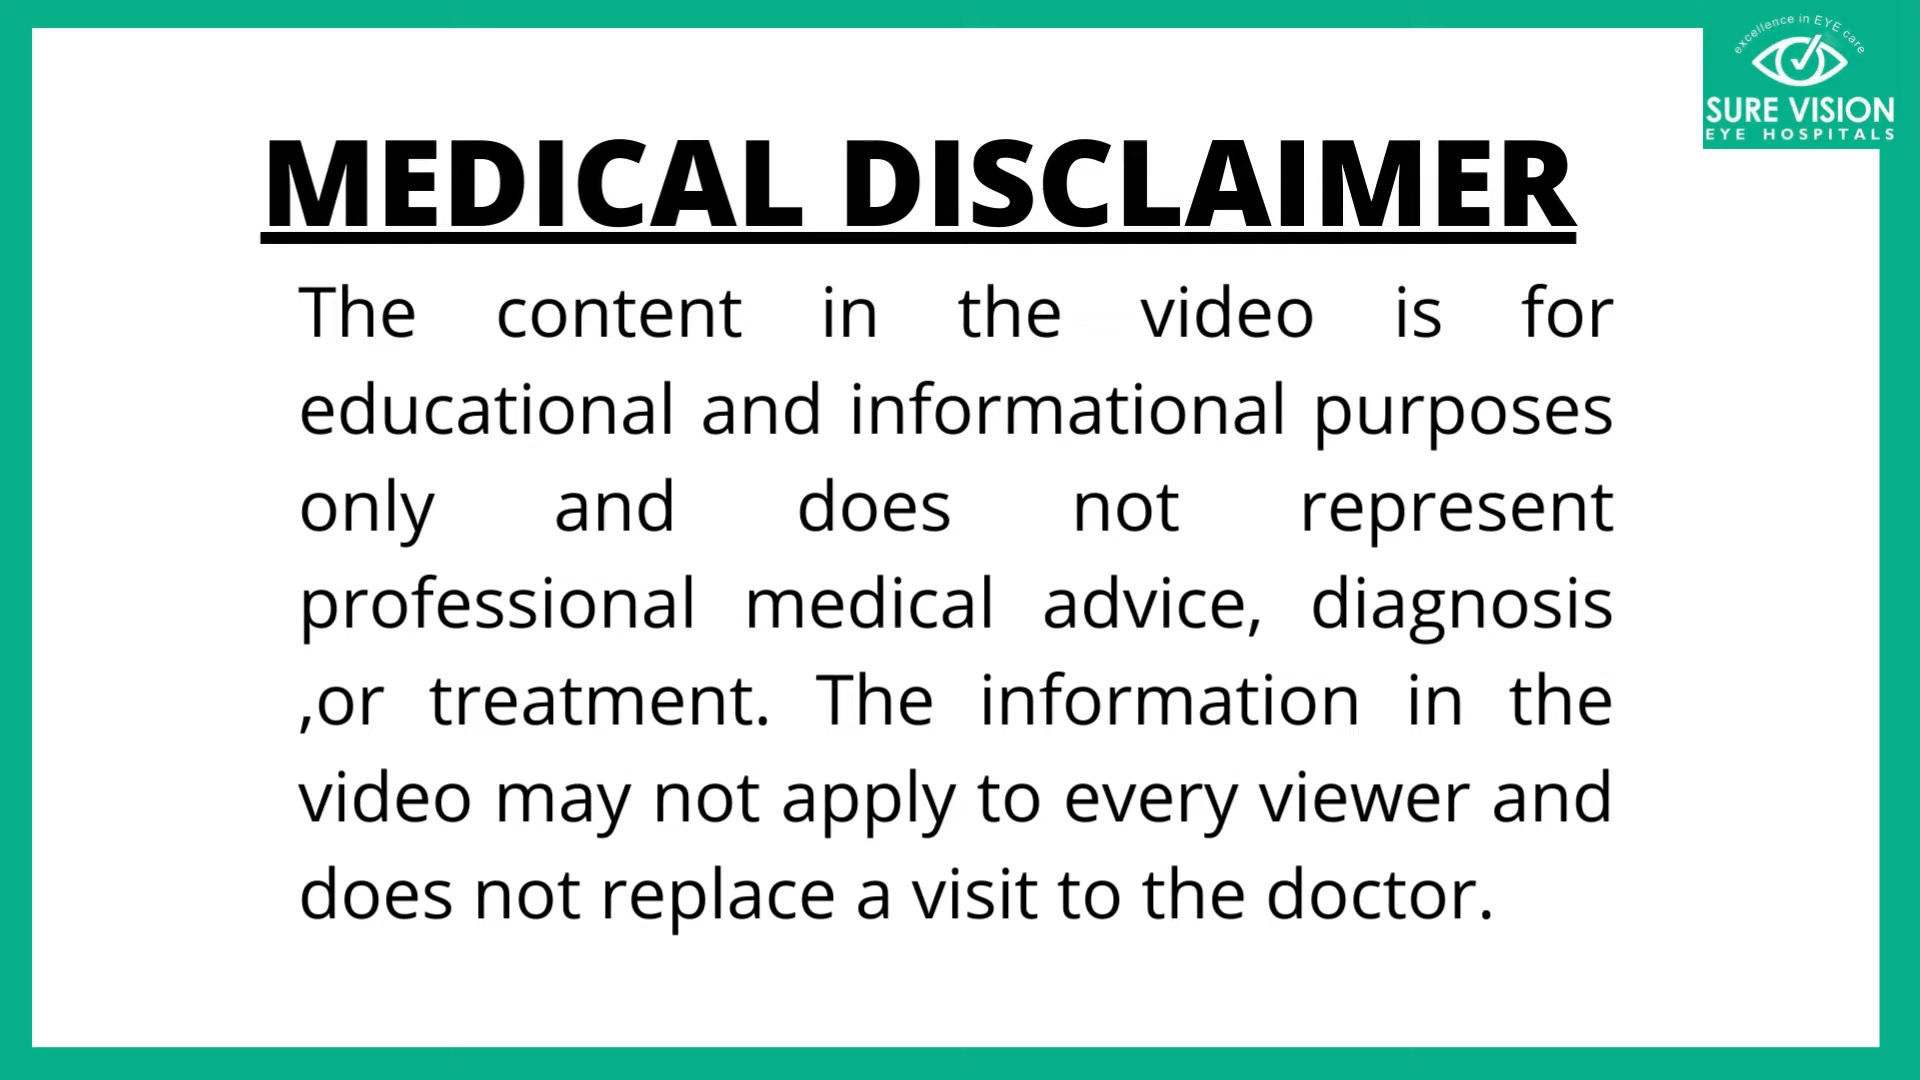 excellence in EYE care
SURE VISION
EYE HOSPITALS
MEDICAL DISCLAIMER
The content in the video is for
educational and informational purposes
only and does not represent
professional medical advice, diagnosis
,or treatment. The information in the
video may not apply to every viewer and
does not replace a visit to the doctor.